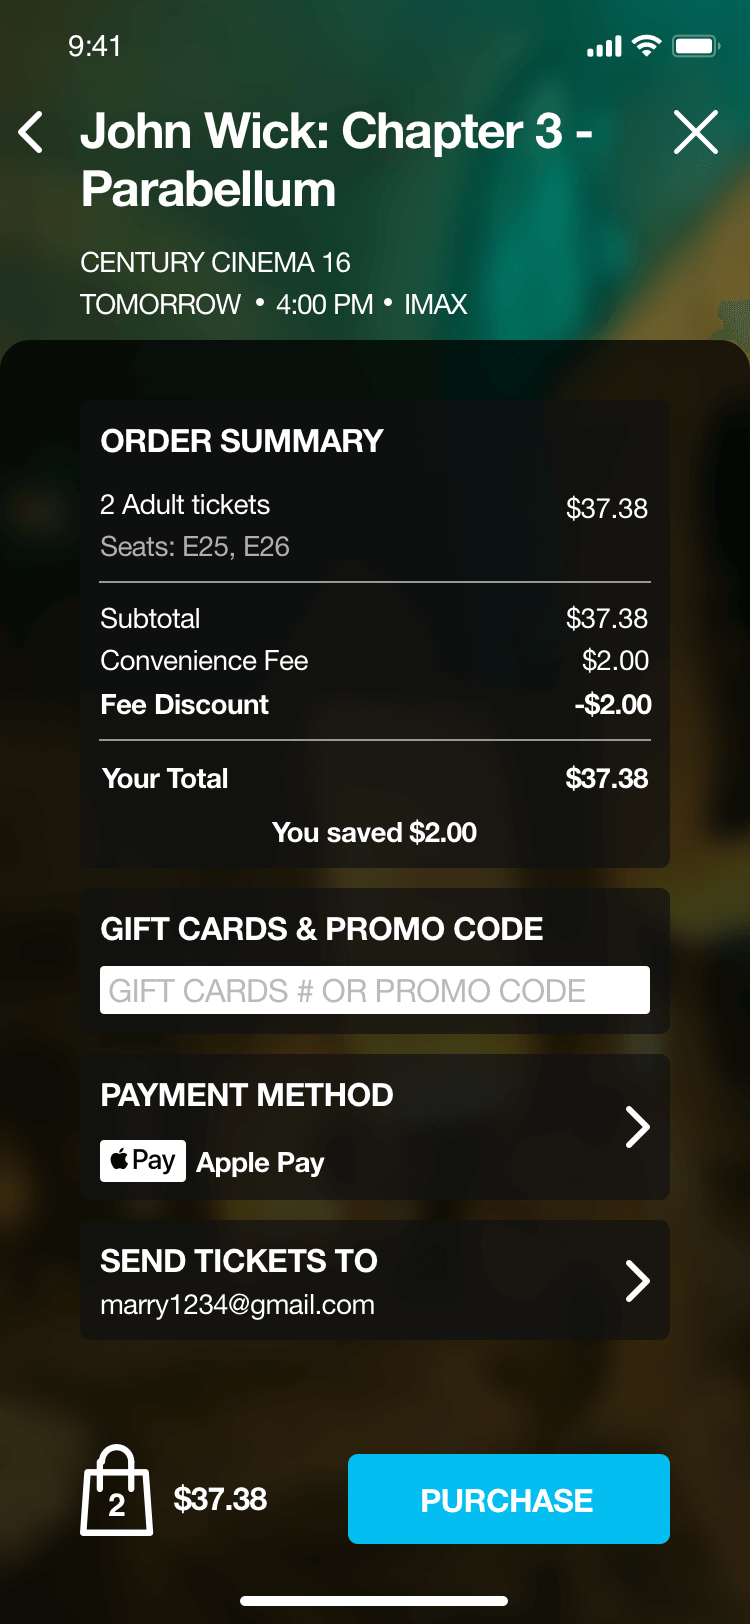 9:41
John Wick: Chapter 3 -
Parabellum
CENTURY CINEMA 16
TOMORROW • 4:00 PM • IMAX
ORDER SUMMARY
2 Adult tickets $37.38
Seats: E25, E26
Subtotal $37.38
Convenience Fee $2.00
Fee Discount -$2.00
Your Total $37.38
You saved $2.00
GIFT CARDS & PROMO CODE
GIFT CARDS # OR PROMO CODE
PAYMENT METHOD
Pay Apple Pay
SEND TICKETS TO
marry1234@gmail.com
2 $37.38 PURCHASE